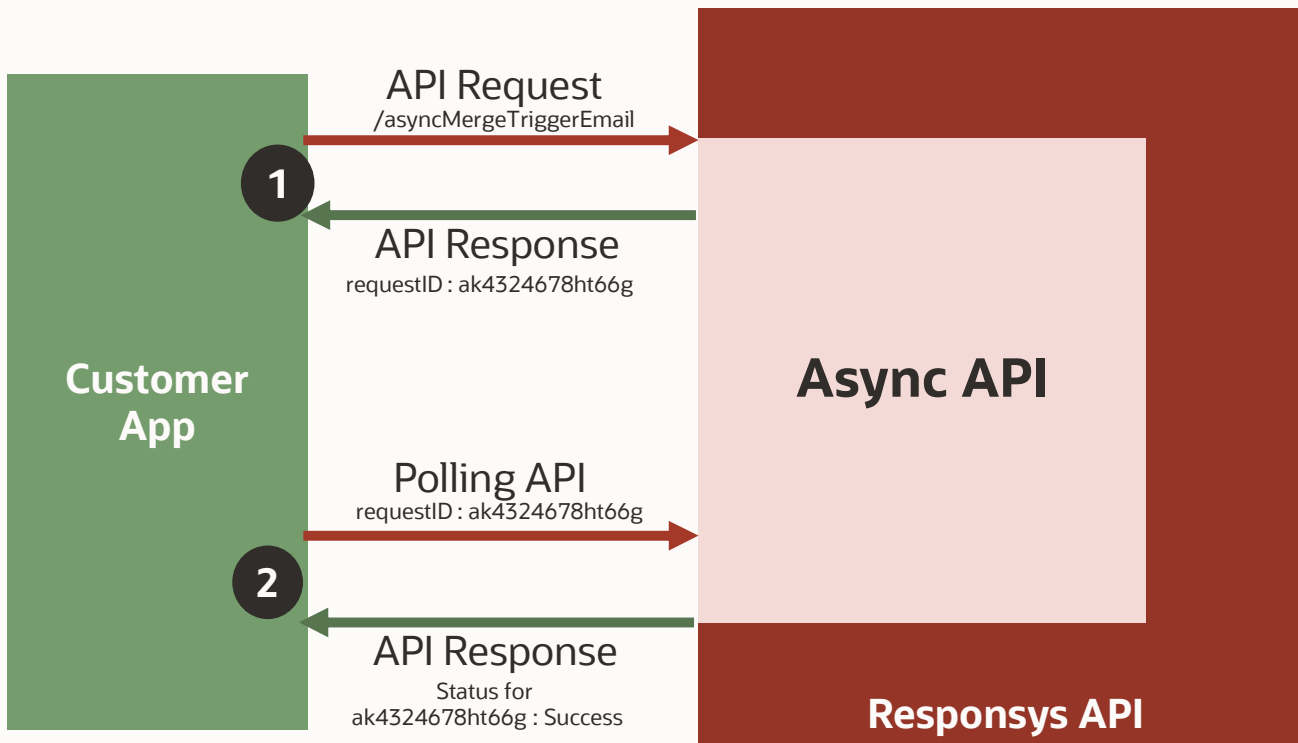 API Request
/asyncMergeTriggerEmail
1
API Response
requestID : ak4324678ht66g
Customer
App
Async API
Polling API
requestID : ak4324678ht66g
2
API Response
Status for
ak4324678ht66g : Success
Responsys API